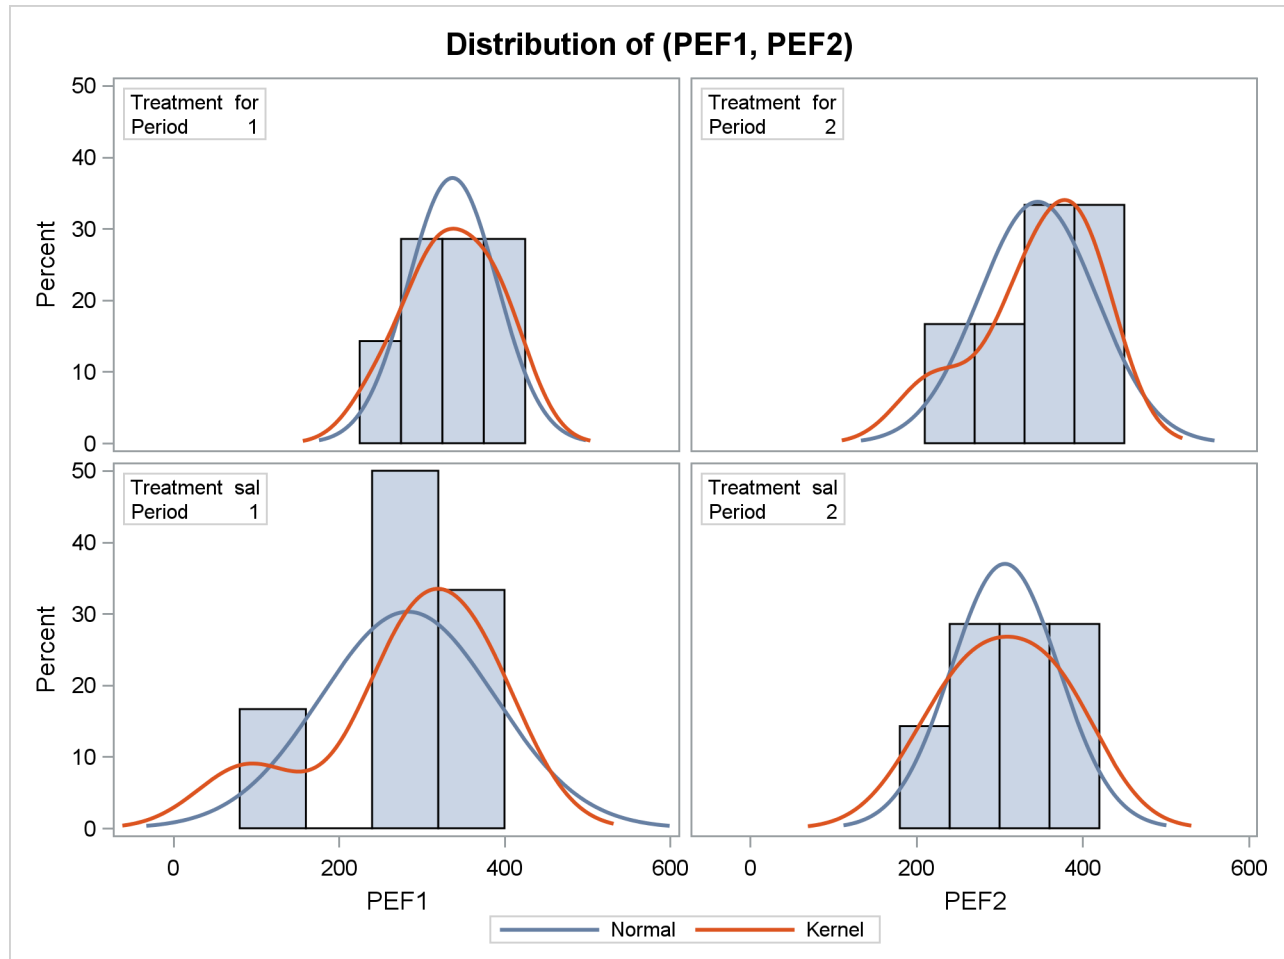 Distribution of (PEF1, PEF2)
50
40
30
20
10
0
Percent
Treatment for
Period 1
Treatment for
Period 2
50
40
30
20
10
0
Percent
Treatment sal
Period 1
Treatment sal
Period 2
0 200 400 600
PEF1
0 200 400 600
PEF2
Normal Kernel